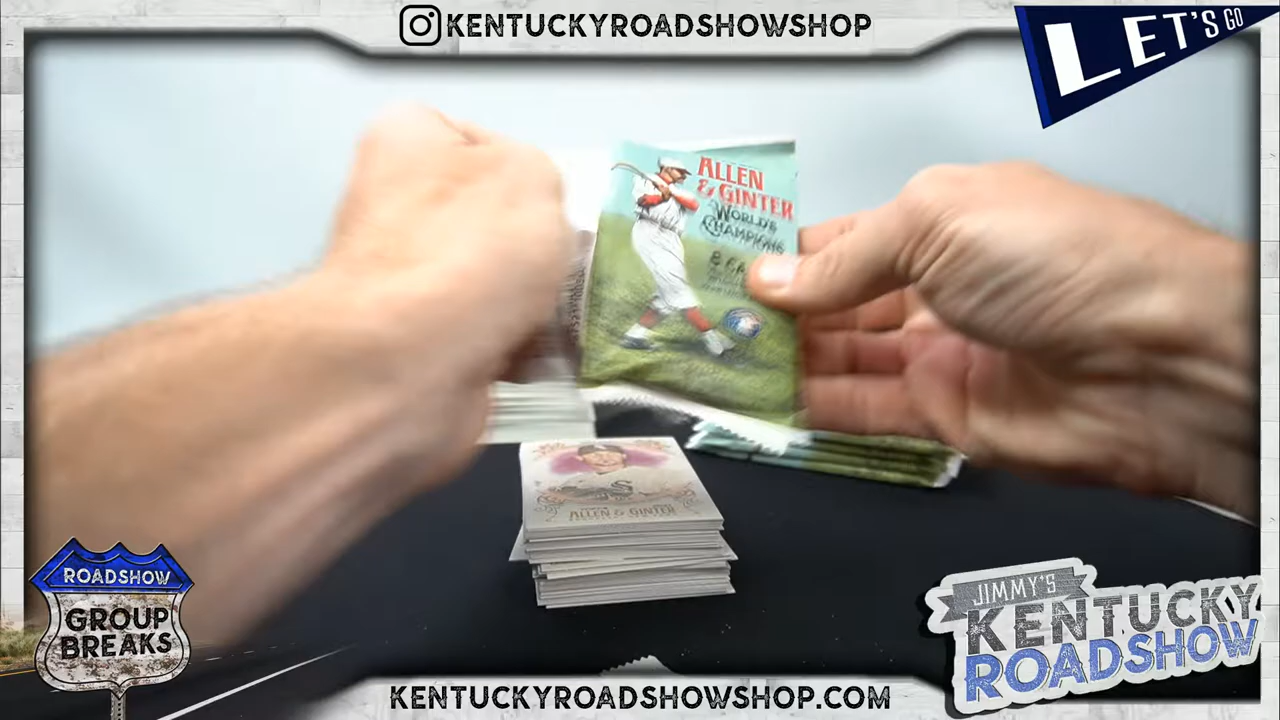 KENTUCKYROADSHOWSHOP
LET'S GO
ALLEN
& GINTER
WORLD'S
CHAMPIONS
ALLEN & GINTER
ROADSHOW
GROUP
BREAKS
JIMMY'S
KENTUCKY
ROADSHOW
KENTUCKYROADSHOWSHOP.COM